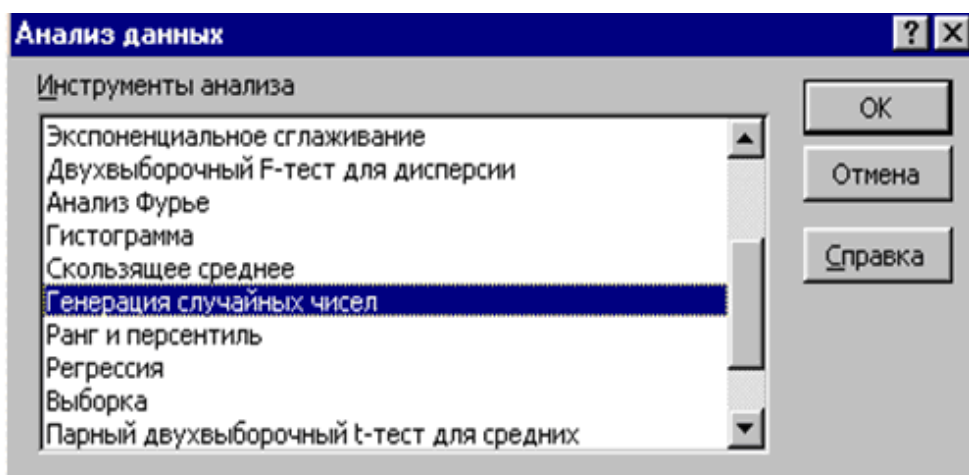 Анализ данных
Инструменты анализа
Экспоненциальное сглаживание
Двухвыборочный F-тест для дисперсии
Анализ Фурье
Гистограмма
Скользящее среднее
Генерация случайных чисел
Ранг и персентиль
Регрессия
Выборка
Парный двухвыборочный t-тест для средних
OK
Отмена
Справка